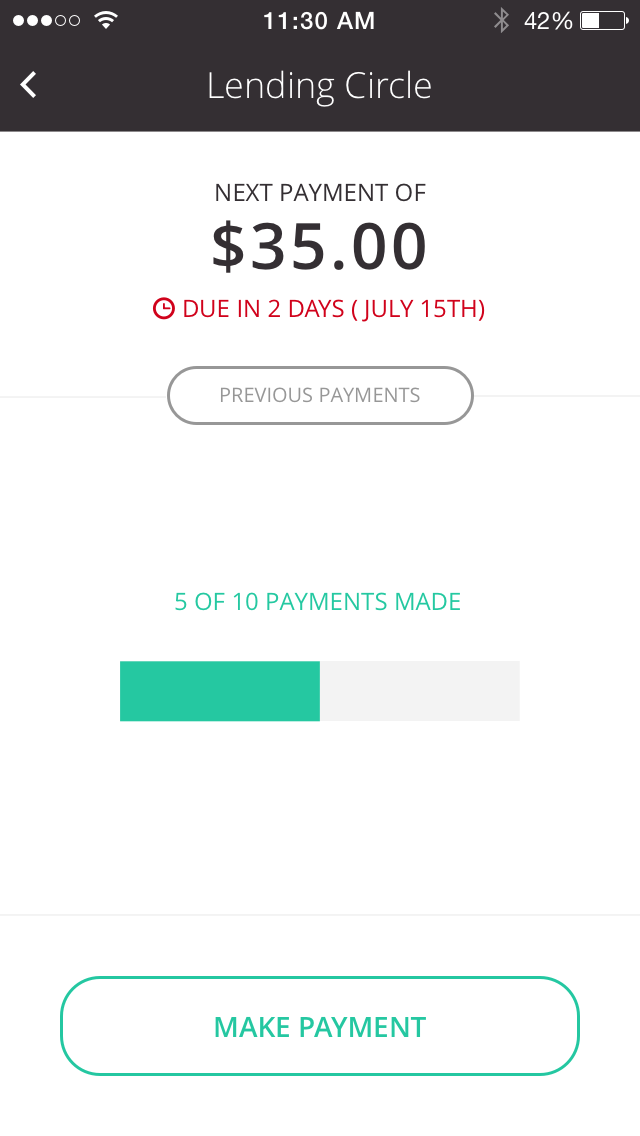 11:30 AM
42%
Lending Circle
NEXT PAYMENT OF
$35.00
DUE IN 2 DAYS ( JULY 15TH)
PREVIOUS PAYMENTS
5 OF 10 PAYMENTS MADE
MAKE PAYMENT